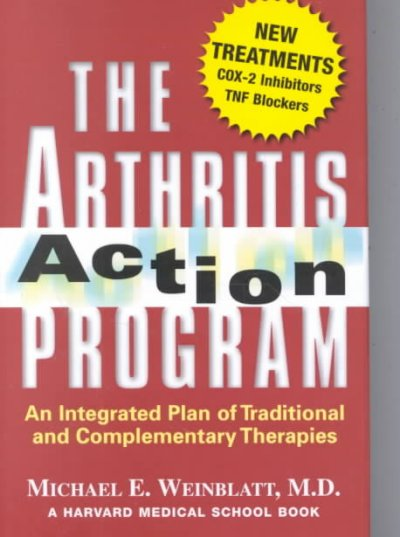 NEW
TREATMENTS
COX-2 Inhibitors
TNF Blockers
THE
ARTHRITIS
Action
PROGRAM
An Integrated Plan of Traditional
and Complementary Therapies
MICHAEL E. WEINBLATT, M.D.
A HARVARD MEDICAL SCHOOL BOOK